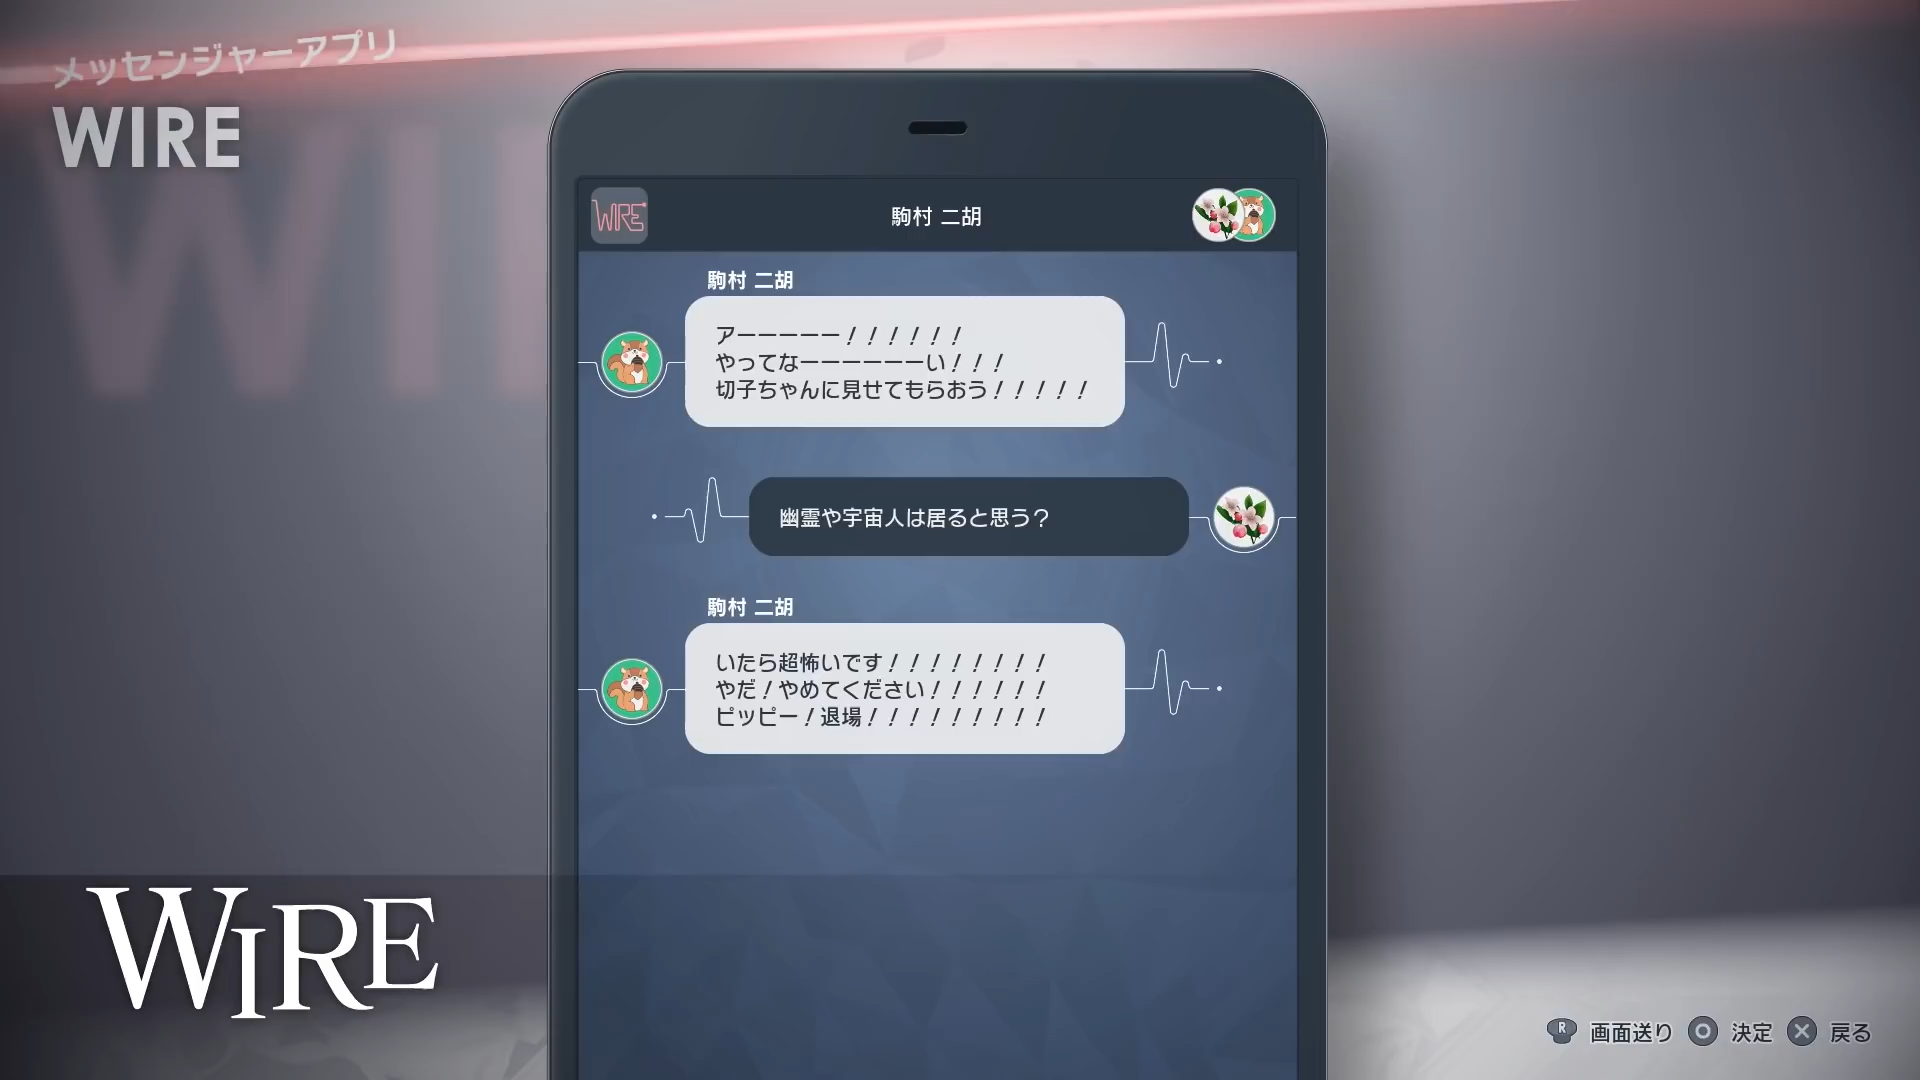 メッセンジャーアプリ
WIRE
WIRE
駒村 二胡
駒村 二胡
アーーーーー！！！！！！
やってなーーーーーーい！！！
切子ちゃんに見せてもらおう！！！！！
幽霊や宇宙人は居ると思う？
駒村 二胡
いたら超怖いです！！！！！！！！
やだ！やめてください！！！！！！
ピッピー！退場！！！！！！！！！
WIRE
R 画面送り 決定 戻る